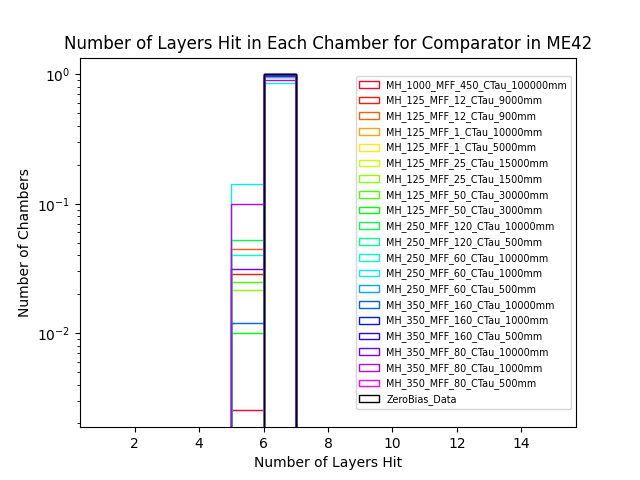 Number of Layers Hit in Each Chamber for Comparator in ME42
10^0
10^-1
10^-2
Number of Chambers
MH_1000_MFF_450_CTau_100000mm
MH_125_MFF_12_CTau_9000mm
MH_125_MFF_12_CTau_900mm
MH_125_MFF_1_CTau_10000mm
MH_125_MFF_1_CTau_5000mm
MH_125_MFF_25_CTau_15000mm
MH_125_MFF_25_CTau_1500mm
MH_125_MFF_50_CTau_30000mm
MH_125_MFF_50_CTau_3000mm
MH_250_MFF_120_CTau_10000mm
MH_250_MFF_120_CTau_500mm
MH_250_MFF_60_CTau_10000mm
MH_250_MFF_60_CTau_1000mm
MH_250_MFF_60_CTau_500mm
MH_350_MFF_160_CTau_10000mm
MH_350_MFF_160_CTau_1000mm
MH_350_MFF_160_CTau_500mm
MH_350_MFF_80_CTau_10000mm
MH_350_MFF_80_CTau_1000mm
MH_350_MFF_80_CTau_500mm
ZeroBias_Data
2 4 6 8 10 12 14
Number of Layers Hit